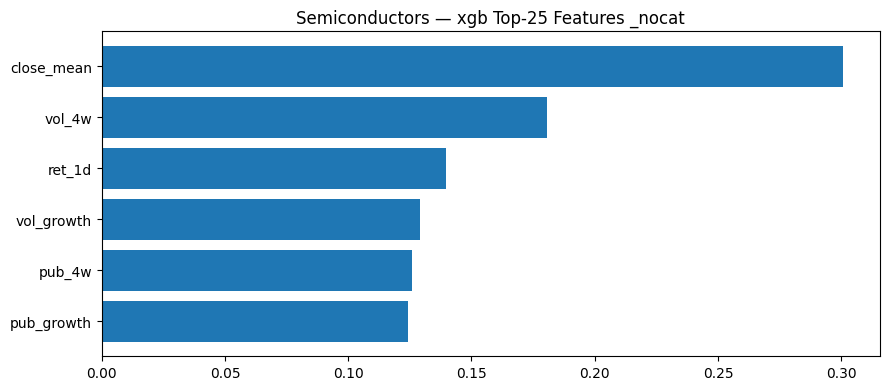 Semiconductors — xgb Top-25 Features _nocat
close_mean
vol_4w
ret_1d
vol_growth
pub_4w
pub_growth
0.00 0.05 0.10 0.15 0.20 0.25 0.30